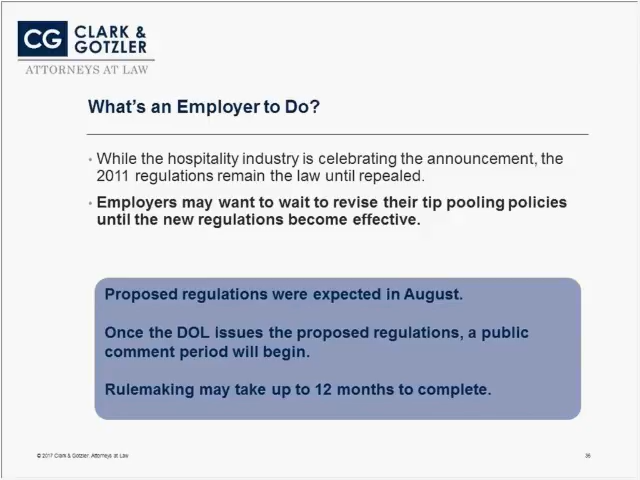 CG CLARK &
GOTZLER
ATTORNEYS AT LAW
What's an Employer to Do?
• While the hospitality industry is celebrating the announcement, the
2011 regulations remain the law until repealed.
• Employers may want to wait to revise their tip pooling policies
until the new regulations become effective.
Proposed regulations were expected in August.
Once the DOL issues the proposed regulations, a public
comment period will begin.
Rulemaking may take up to 12 months to complete.
© 2017 Clark & Gotzler, Attorneys at Law
36